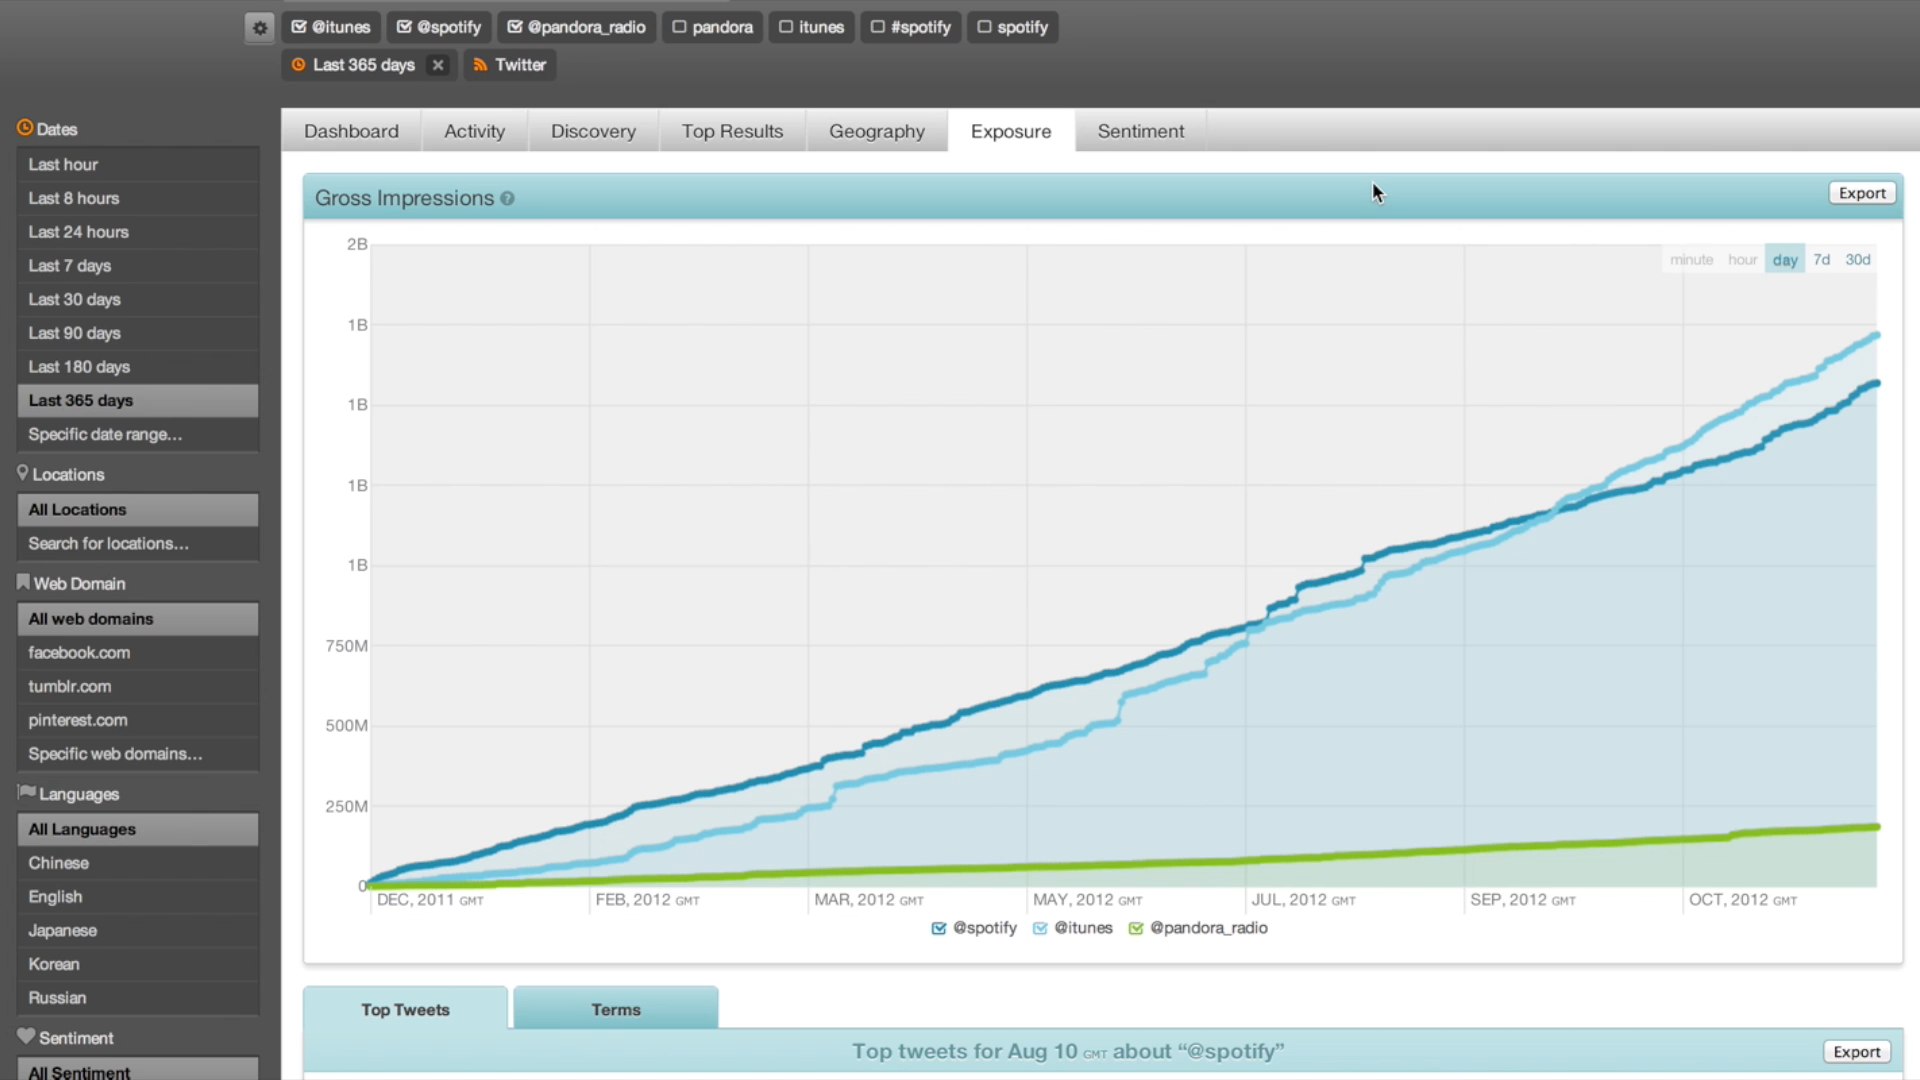 @itunes @spotify @pandora_radio pandora itunes #spotify spotify
Last 365 days Twitter
Dates
Last hour
Last 8 hours
Last 24 hours
Last 7 days
Last 30 days
Last 90 days
Last 180 days
Last 365 days
Specific date range...
Locations
All Locations
Search for locations...
Web Domain
All web domains
facebook.com
tumblr.com
pinterest.com
Specific web domains...
Languages
All Languages
Chinese
English
Japanese
Korean
Russian
Sentiment
All Sentiment
Dashboard Activity Discovery Top Results Geography Exposure Sentiment
Gross Impressions ? Export
minute hour day 7d 30d
2B
1B
1B
1B
1B
750M
500M
250M
0
DEC, 2011 GMT FEB, 2012 GMT MAR, 2012 GMT MAY, 2012 GMT JUL, 2012 GMT SEP, 2012 GMT OCT, 2012 GMT
@spotify @itunes @pandora_radio
Top Tweets Terms
Top tweets for Aug 10 GMT about “@spotify” Export